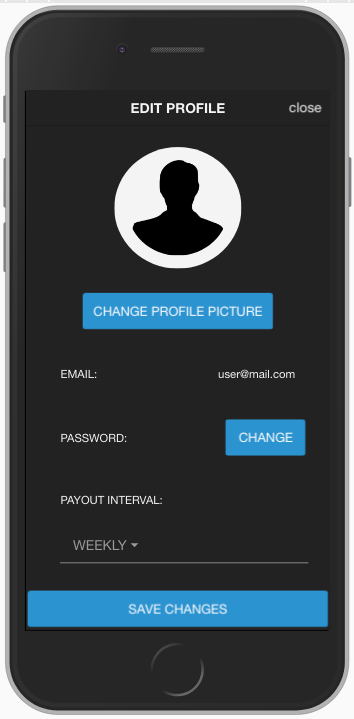 EDIT PROFILE
close
CHANGE PROFILE PICTURE
EMAIL:
user@mail.com
PASSWORD:
CHANGE
PAYOUT INTERVAL:
WEEKLY
SAVE CHANGES